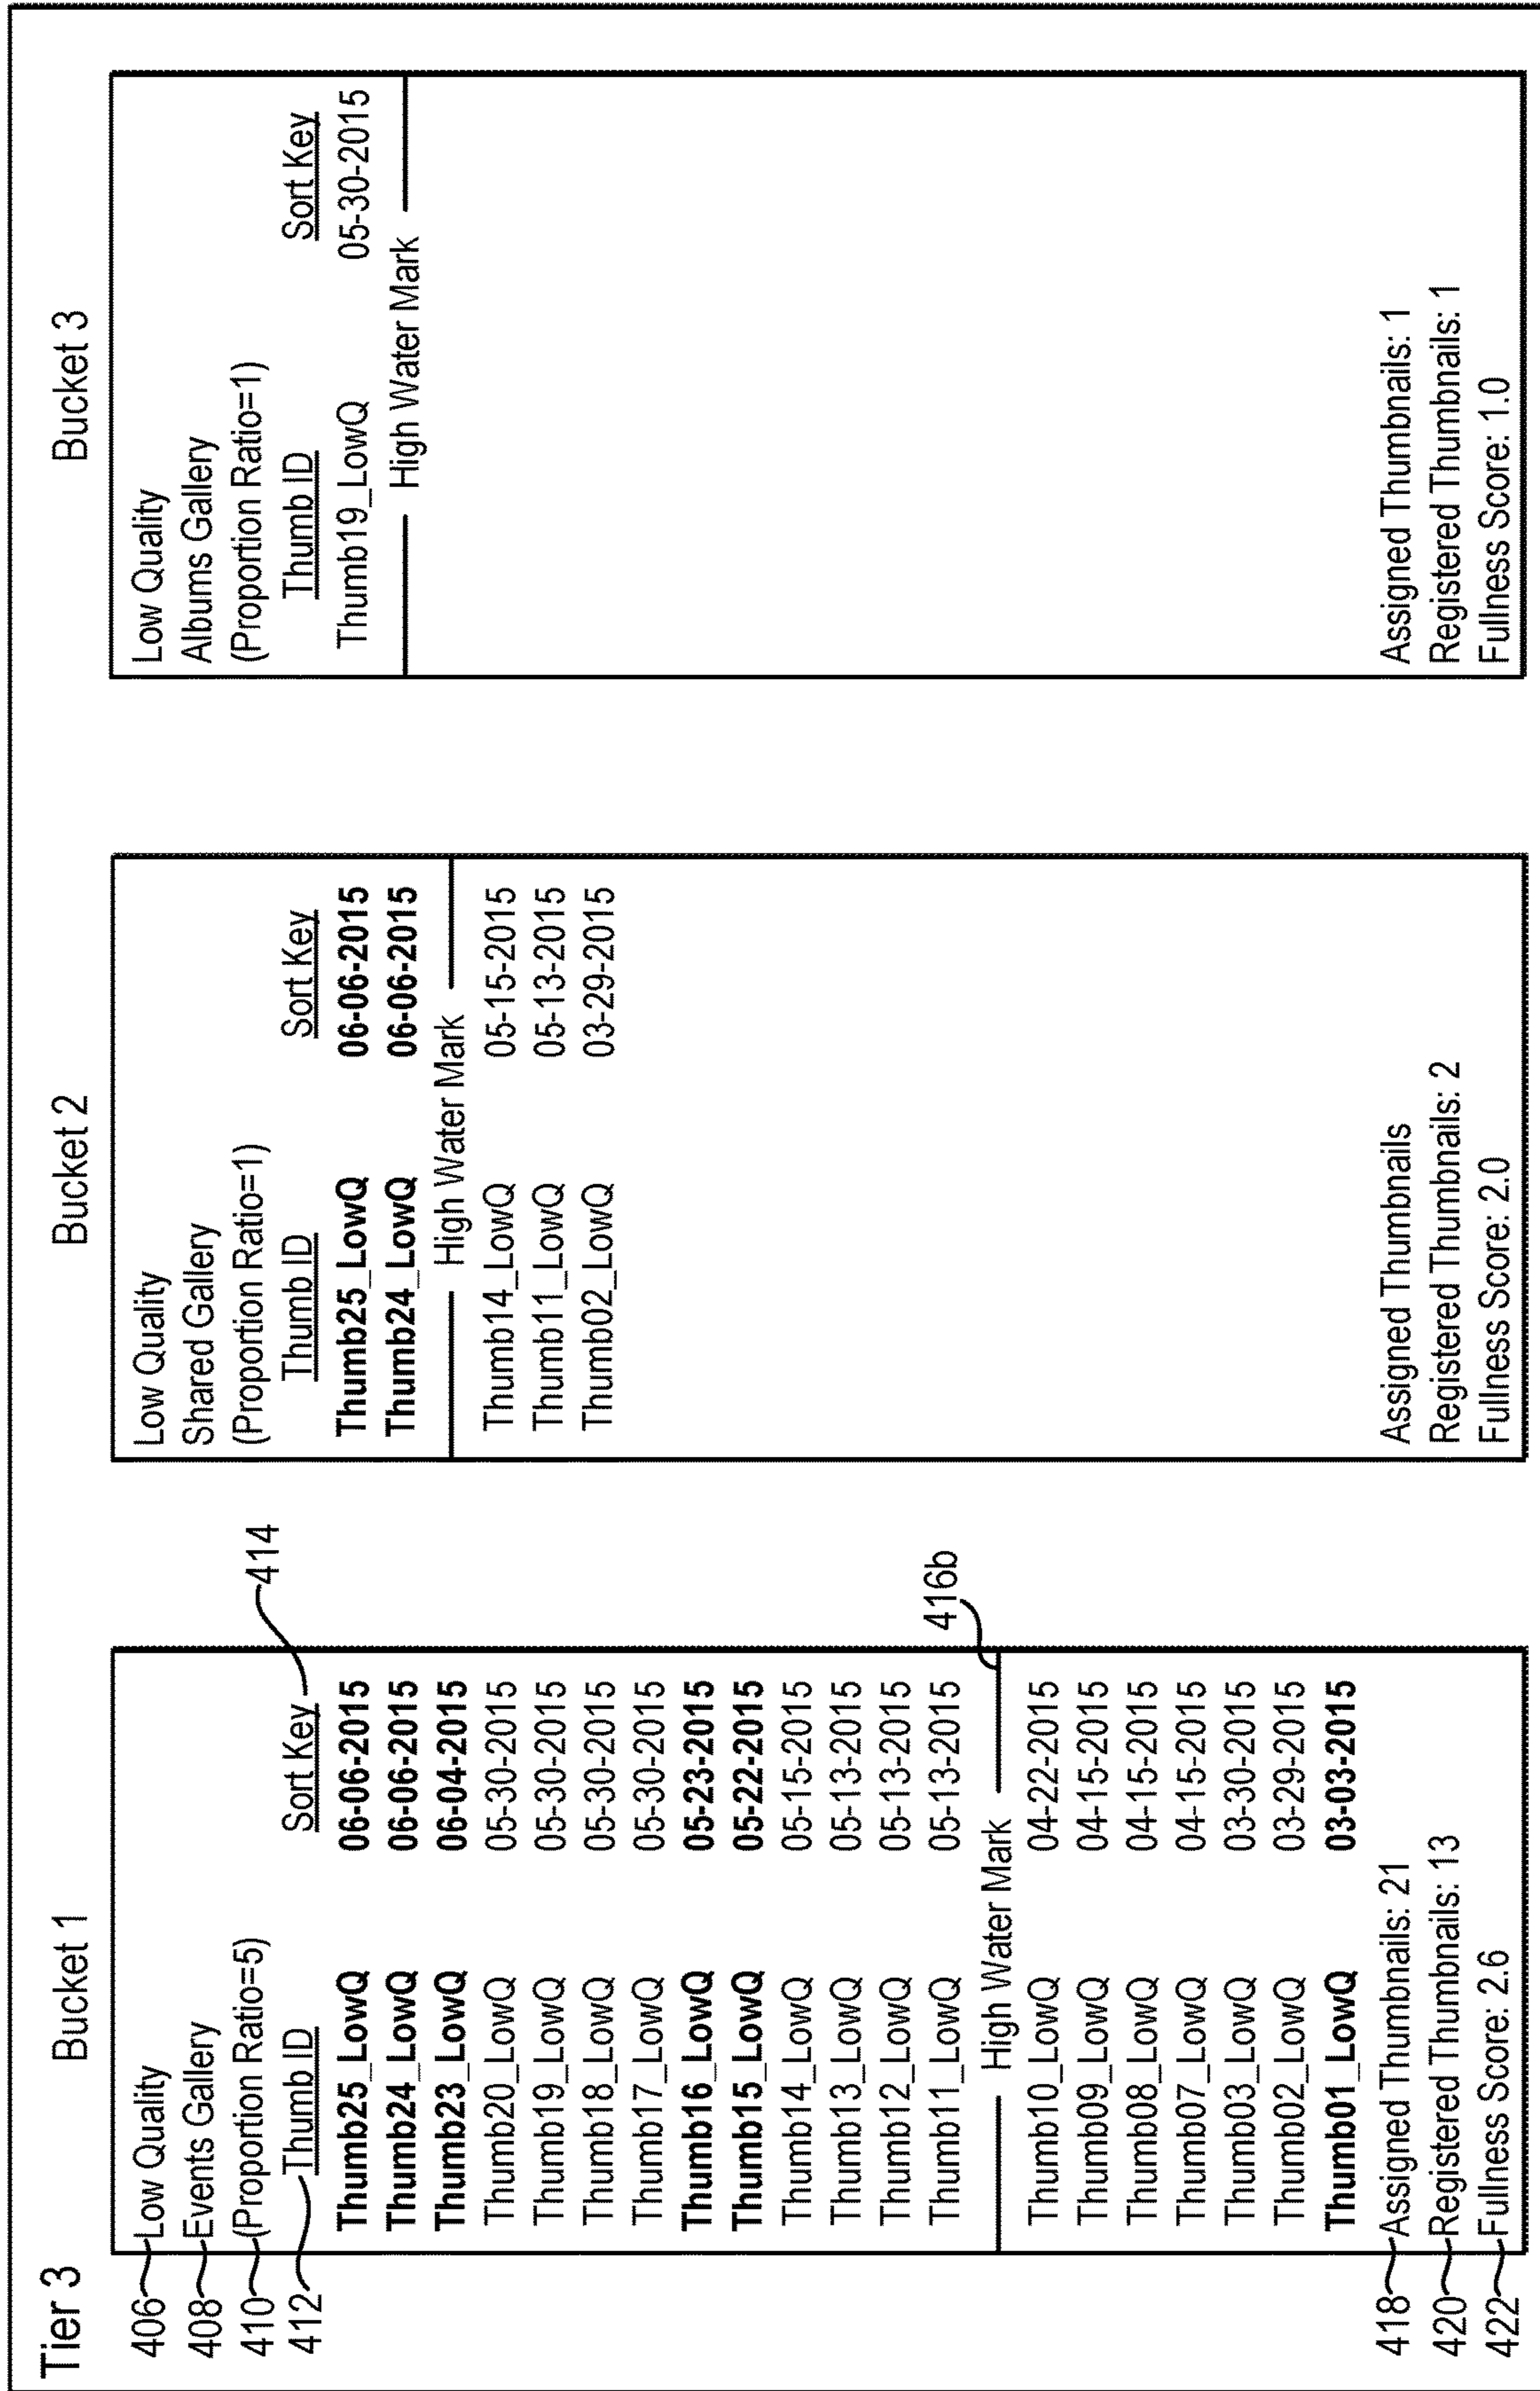 Tier 3
Bucket 1
406 Low Quality
408 Events Gallery
410 (Proportion Ratio=5)
412 Thumb ID Sort Key 414
Thumb25_LowQ 06-06-2015
Thumb24_LowQ 06-06-2015
Thumb23_LowQ 06-04-2015
Thumb20_LowQ 05-30-2015
Thumb19_LowQ 05-30-2015
Thumb18_LowQ 05-30-2015
Thumb17_LowQ 05-30-2015
Thumb16_LowQ 05-23-2015
Thumb15_LowQ 05-22-2015
Thumb14_LowQ 05-15-2015
Thumb13_LowQ 05-13-2015
Thumb12_LowQ 05-13-2015
Thumb11_LowQ 05-13-2015
High Water Mark 416b
Thumb10_LowQ 04-22-2015
Thumb09_LowQ 04-15-2015
Thumb08_LowQ 04-15-2015
Thumb07_LowQ 04-15-2015
Thumb03_LowQ 03-30-2015
Thumb02_LowQ 03-29-2015
Thumb01_LowQ 03-03-2015
418 Assigned Thumbnails: 21
420 Registered Thumbnails: 13
422 Fullness Score: 2.6
Bucket 2
Low Quality
Shared Gallery
(Proportion Ratio=1)
Thumb ID Sort Key
Thumb25_LowQ 06-06-2015
Thumb24_LowQ 06-06-2015
High Water Mark
Thumb14_LowQ 05-15-2015
Thumb11_LowQ 05-13-2015
Thumb02_LowQ 03-29-2015
Assigned Thumbnails
Registered Thumbnails: 2
Fullness Score: 2.0
Bucket 3
Low Quality
Albums Gallery
(Proportion Ratio=1)
Thumb ID Sort Key
Thumb19_LowQ 05-30-2015
High Water Mark
Assigned Thumbnails: 1
Registered Thumbnails: 1
Fullness Score: 1.0